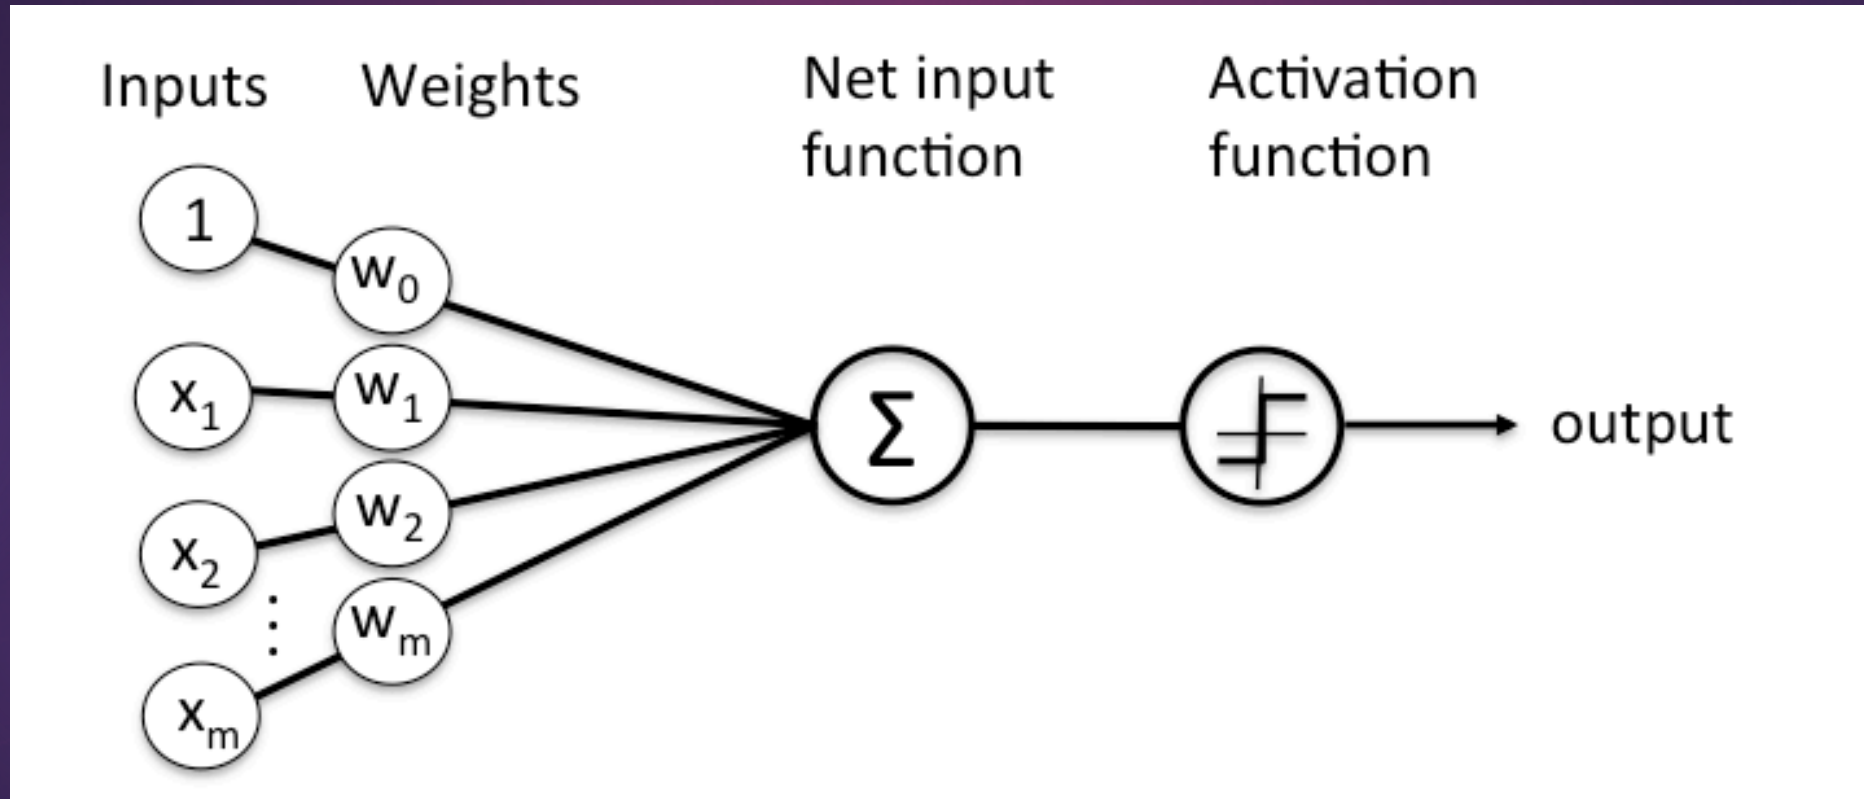 Inputs
Weights
Net input
function
Activation
function
1
w₀
x₁
w₁
x₂
w₂
⋮
xₘ
wₘ
Σ
output